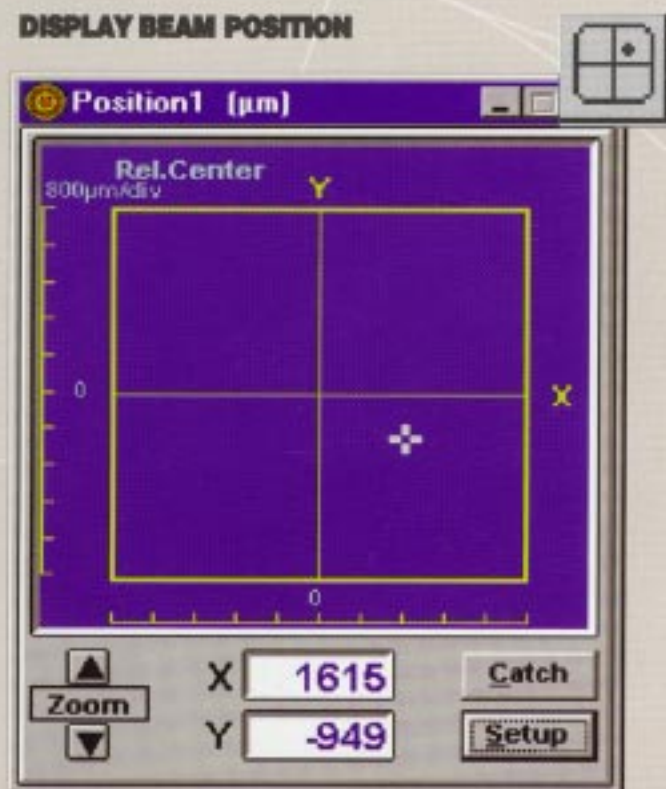 DISPLAY BEAM POSITION
Position1 (µm)
Rel.Center
800µm/div
Y
0
X
0
X 1615
Catch
Zoom
Y -949
Setup